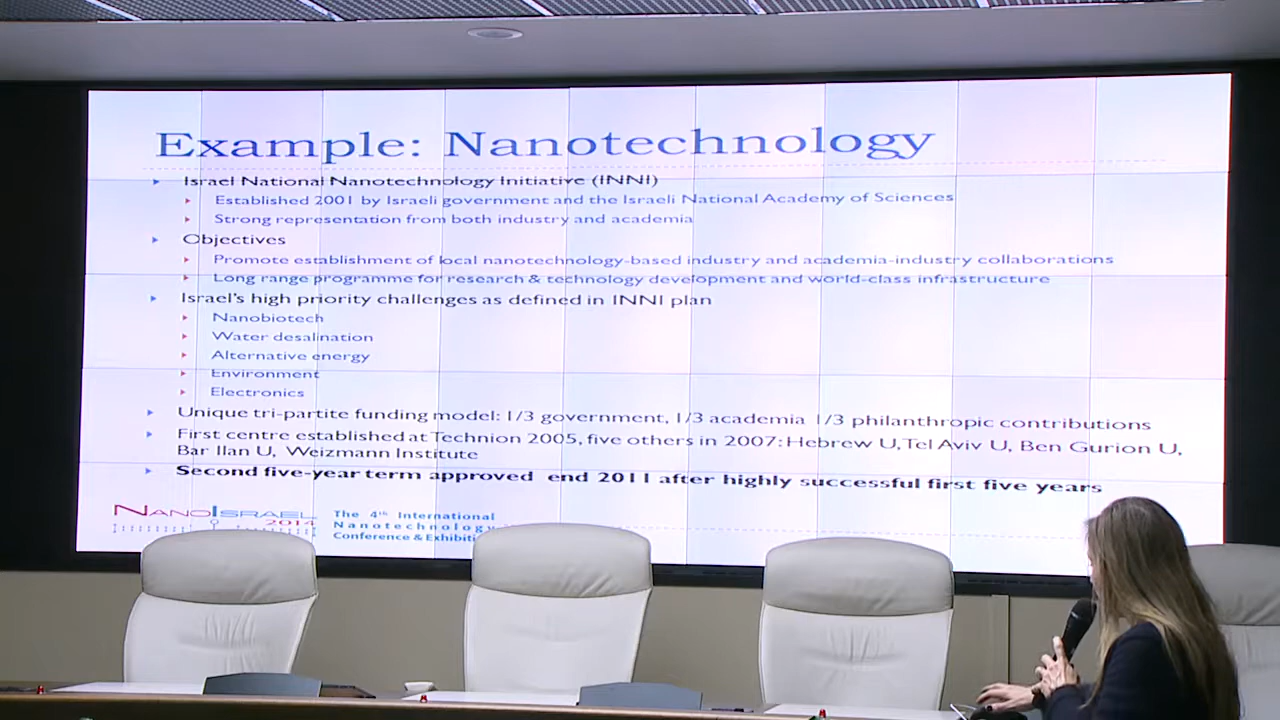 Example: Nanotechnology
Israel National Nanotechnology Initiative (INNI)
Established 2001 by Israeli government and the Israeli National Academy of Sciences
Strong representation from both industry and academia
Objectives
Promote establishment of local nanotechnology-based industry and academia-industry collaborations
Long range programme for research & technology development and world-class infrastructure
Israel's high priority challenges as defined in INNI plan
Nanobiotech
Water desalination
Alternative energy
Environment
Electronics
Unique tri-partite funding model: 1/3 government, 1/3 academia 1/3 philanthropic contributions
First centre established at Technion 2005, five others in 2007: Hebrew U, Tel Aviv U, Ben Gurion U,
Bar Ilan U, Weizmann Institute
Second five-year term approved end 2011 after highly successful first five years
NANOISRAEL
2014
The 4th International
Nanotechnology
Conference & Exhibiti